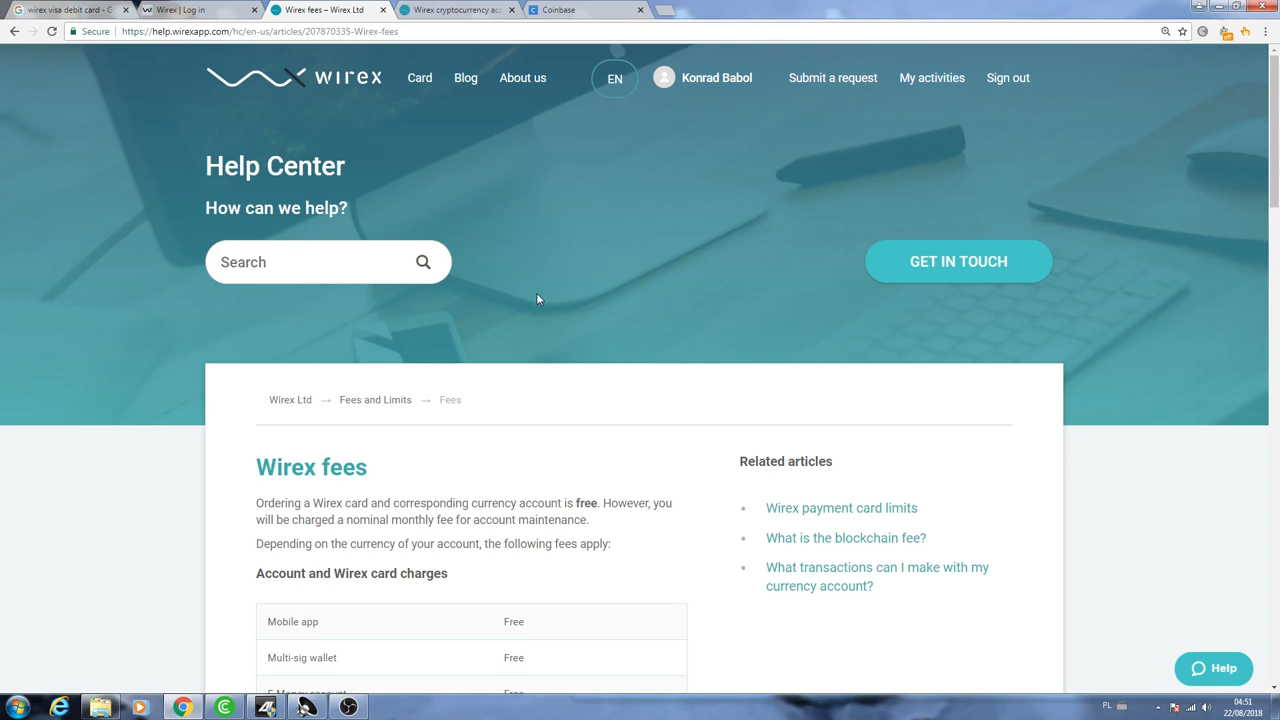 wirex visa debit card - G
Wirex | Log in
Wirex fees – Wirex Ltd
Wirex cryptocurrency acc
Coinbase
Secure
https://help.wirexapp.com/hc/en-us/articles/207870335-Wirex-fees
wirex
Card
Blog
About us
EN
Konrad Babol
Submit a request
My activities
Sign out
Help Center
How can we help?
Search
GET IN TOUCH
Wirex Ltd → Fees and Limits → Fees
Wirex fees
Ordering a Wirex card and corresponding currency account is free. However, you
will be charged a nominal monthly fee for account maintenance.
Depending on the currency of your account, the following fees apply:
Account and Wirex card charges
Mobile app Free
Multi-sig wallet Free
E-Money account Free
Related articles
Wirex payment card limits
What is the blockchain fee?
What transactions can I make with my
currency account?
Help
PL
04:51
22/08/2018